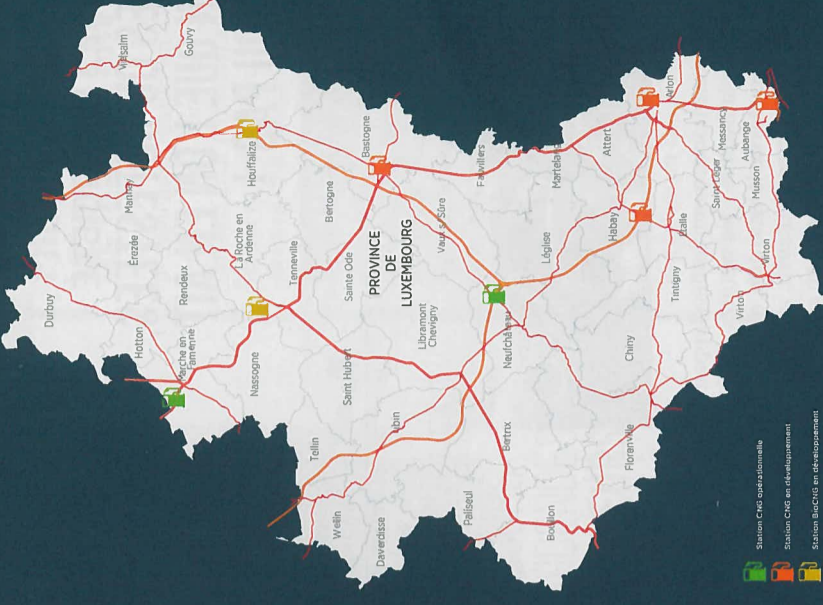 Vielsalm
Gouvy
Manhay
Durbuy
Érezée
Houffalize
Hotton
Rendeux
La Roche en
Ardenne
Marche en
Famenne
Bertogne
Bastogne
Tenneville
Nassogne
Sainte Ode
PROVINCE
DE
LUXEMBOURG
Vaux s/ Sûre
Fauvillers
Saint Hubert
Libramont
Chevigny
Martelange
Attert
Arlon
Tellin
Libin
Neufchâteau
Léglise
Habay
Wellin
Bertrix
Etalle
Messancy
Saint Léger
Aubange
Musson
Daverdisse
Paliseul
Chiny
Tintigny
Virton
Virton
Bouillon
Florenville
Station CNG opérationnelle
Station CNG en développement
Station BioCNG en développement